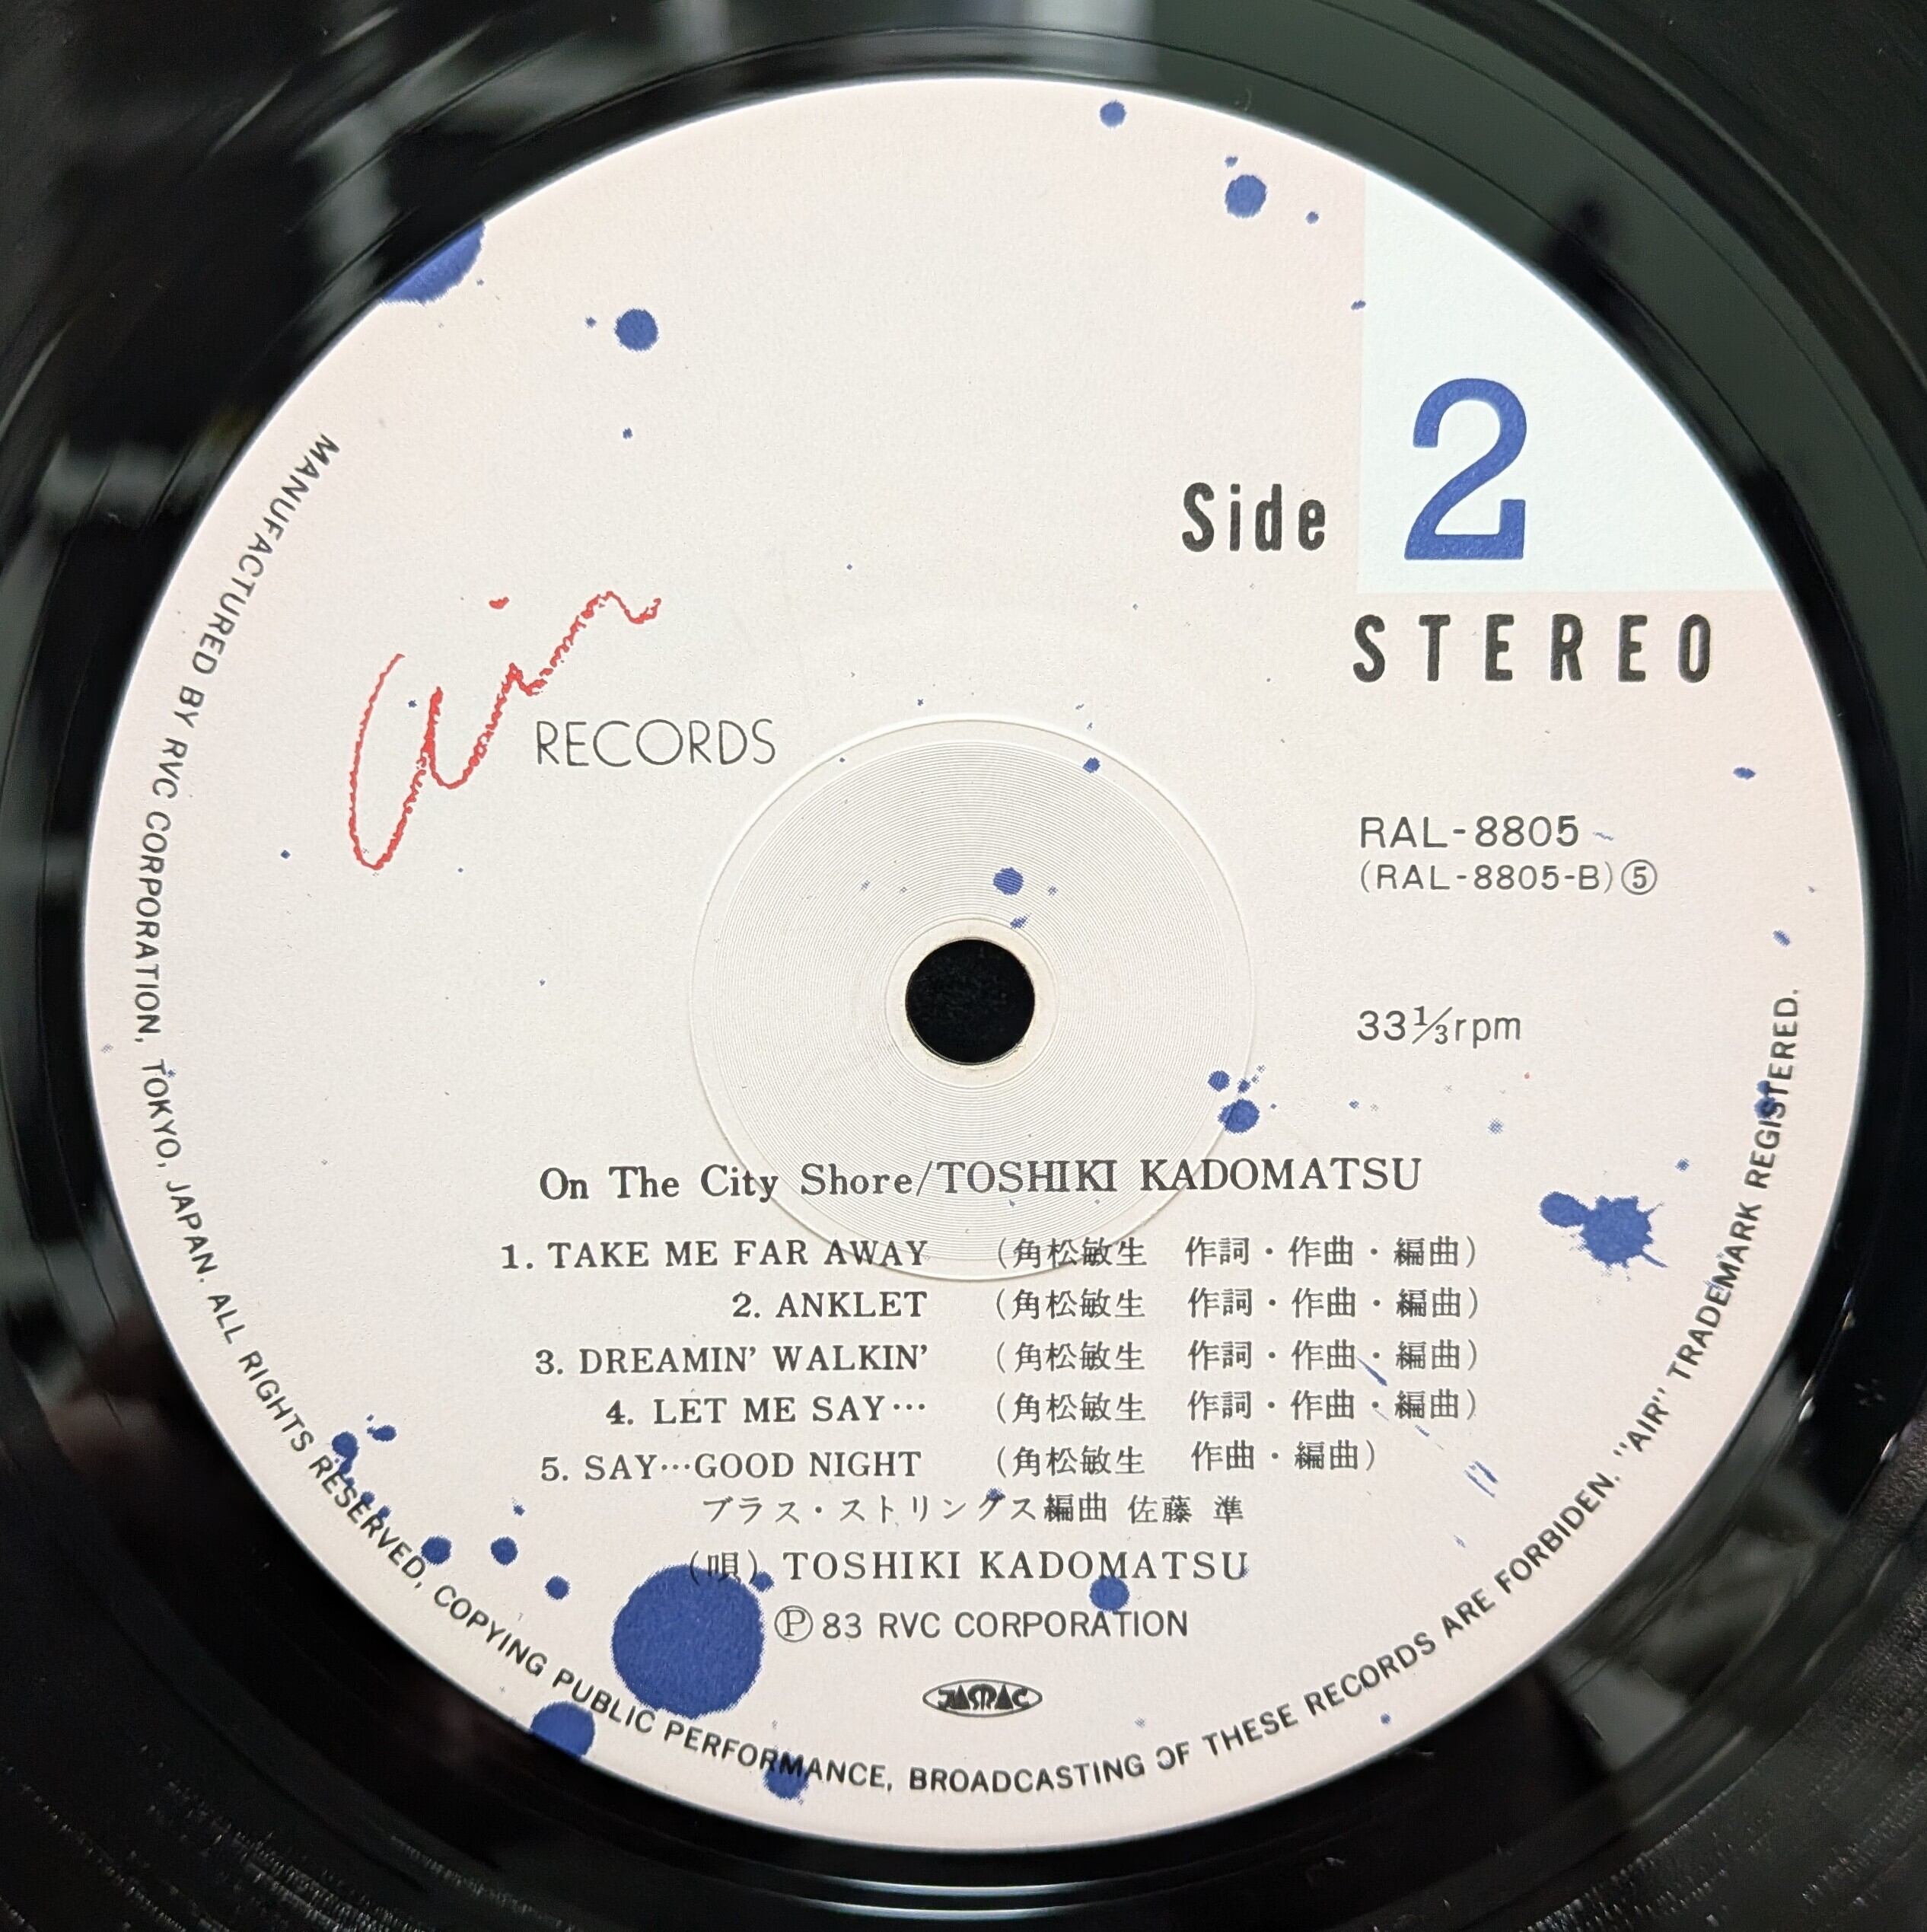 Side 2
STEREO
Air
RECORDS
RAL-8805
(RAL-8805-B)⑤
33⅓rpm
On The City Shore/TOSHIKI KADOMATSU
1. TAKE ME FAR AWAY (角松敏生 作詞・作曲・編曲)
2. ANKLET (角松敏生 作詞・作曲・編曲)
3. DREAMIN' WALKIN' (角松敏生 作詞・作曲・編曲)
4. LET ME SAY… (角松敏生 作詞・作曲・編曲)
5. SAY…GOOD NIGHT (角松敏生 作曲・編曲)
ブラス・ストリングス編曲 佐藤 準
(唄) TOSHIKI KADOMATSU
Ⓟ83 RVC CORPORATION
JASRAC
MANUFACTURED BY RVC CORPORATION, TOKYO, JAPAN. ALL RIGHTS RESERVED, COPYING PUBLIC PERFORMANCE, BROADCASTING OF THESE RECORDS ARE FORBIDEN. "AIR" TRADEMARK REGISTERED.